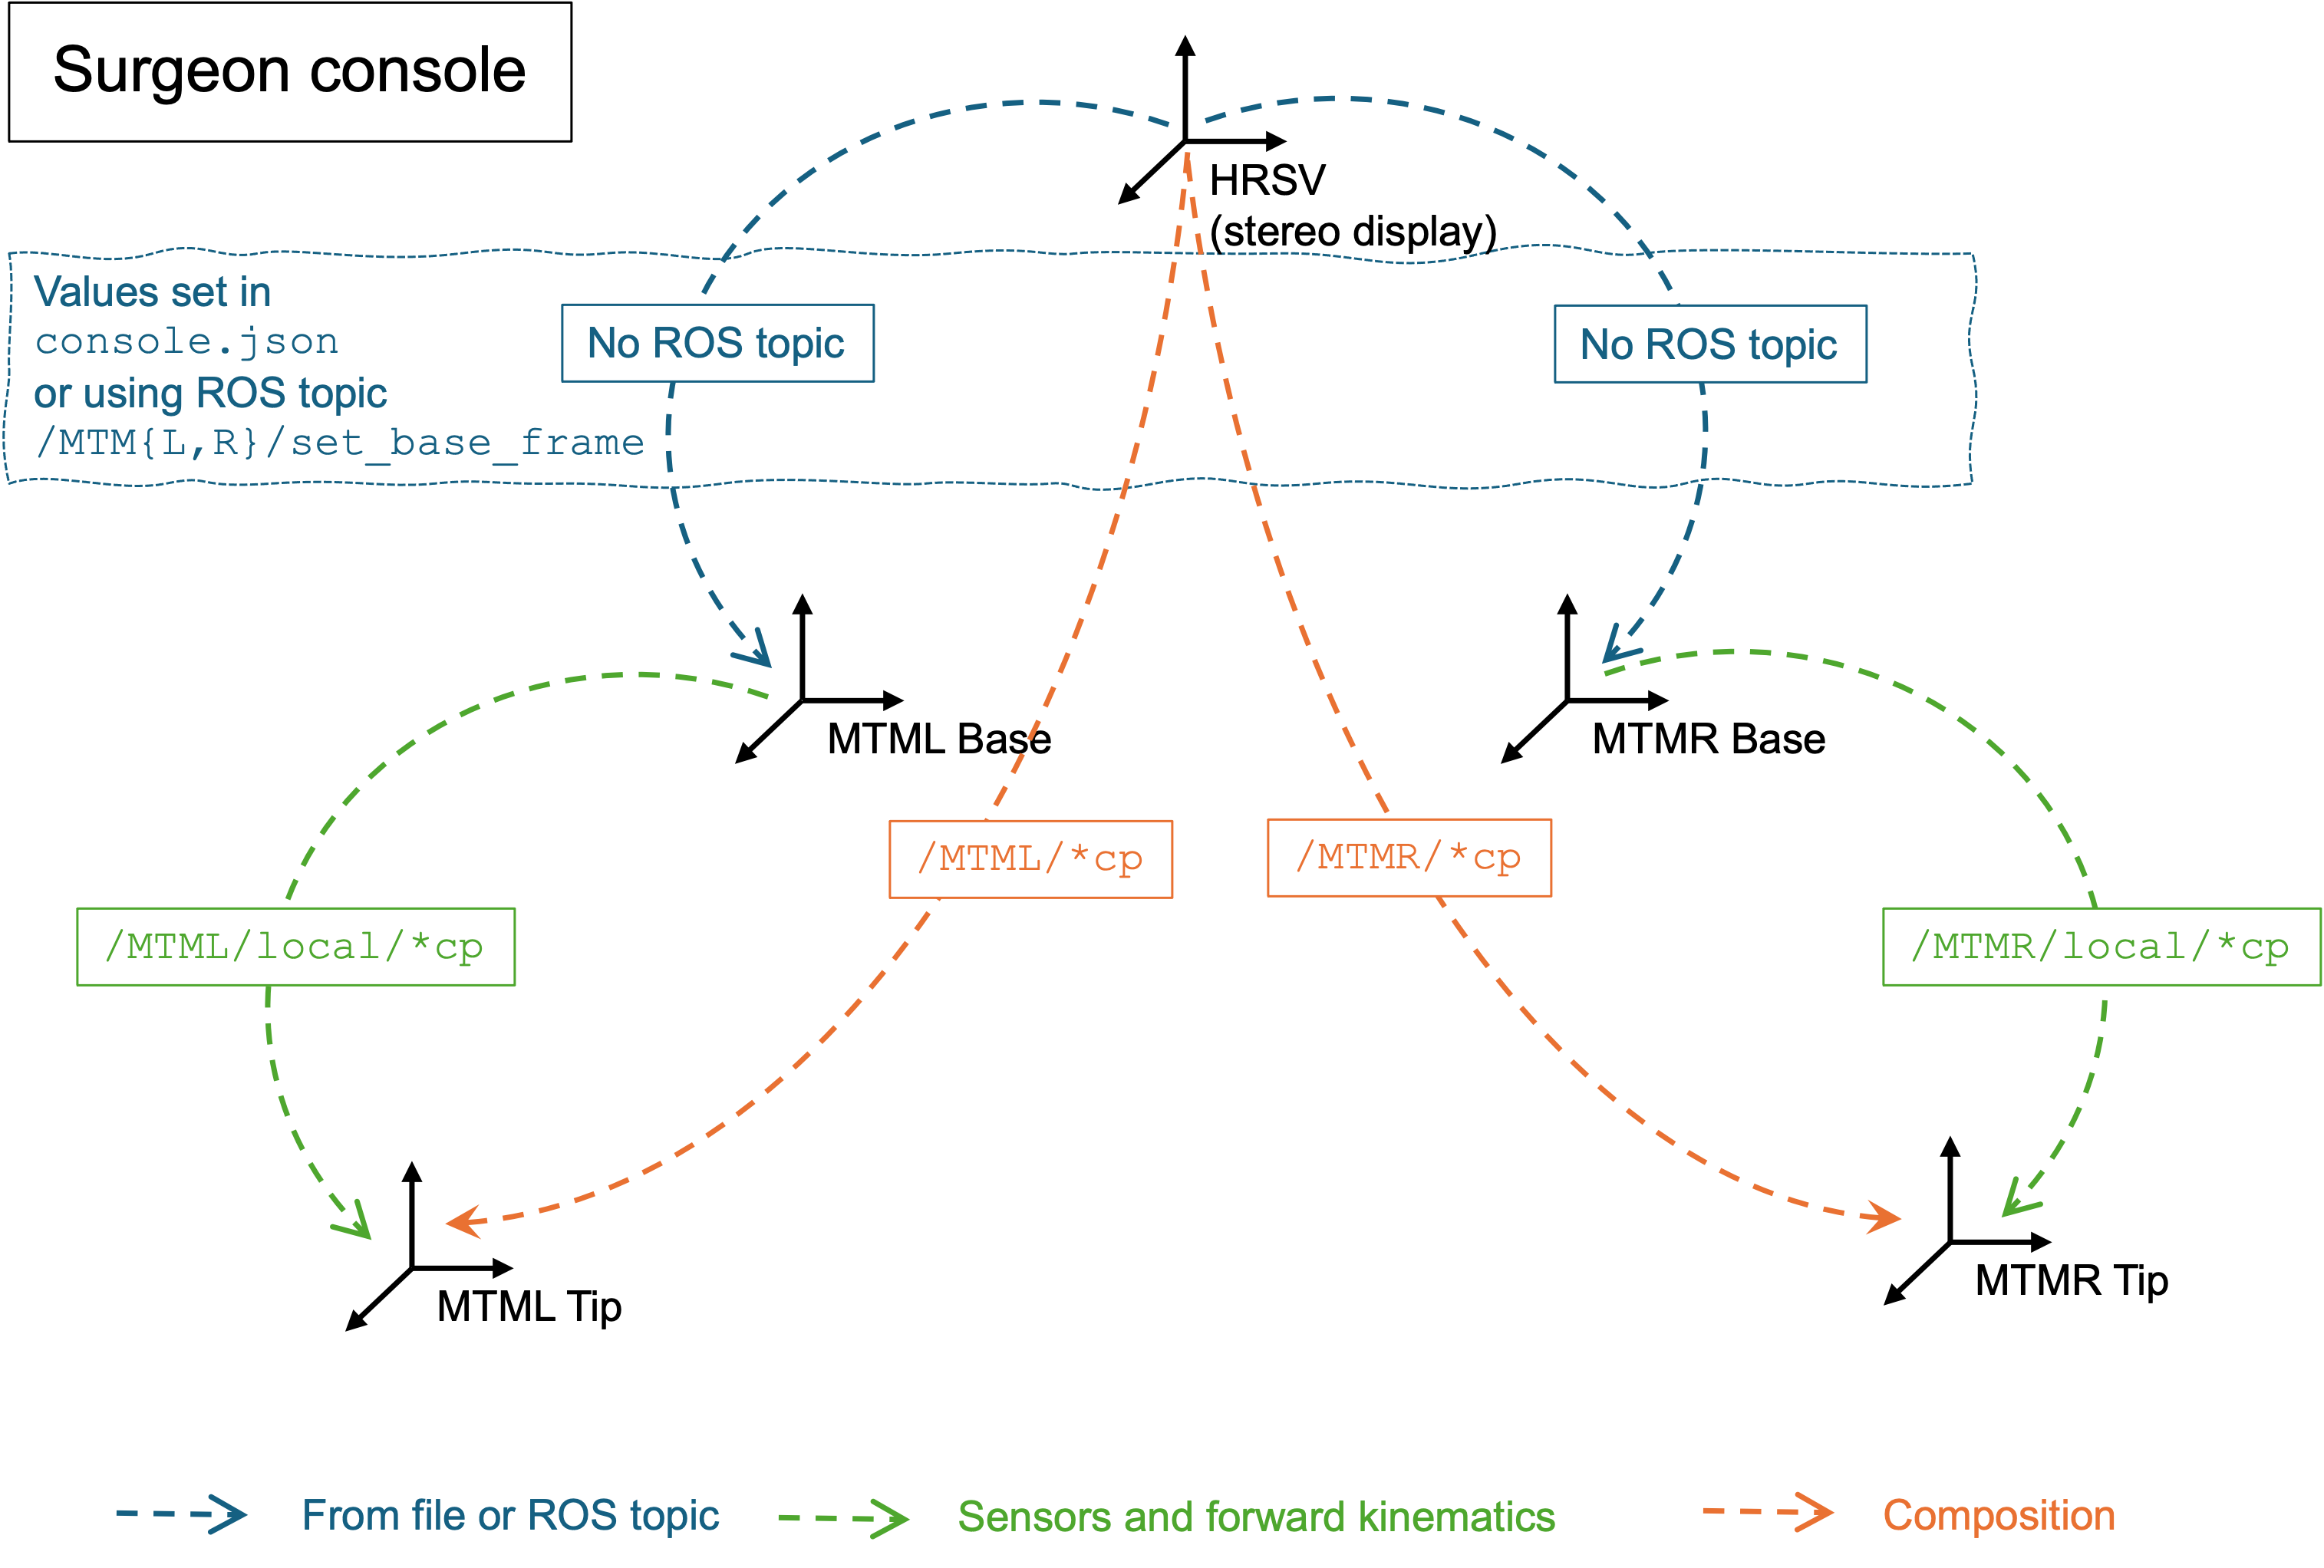 Surgeon console
HRSV
(stereo display)
Values set in
console.json
or using ROS topic
/MTM{L,R}/set_base_frame
No ROS topic
No ROS topic
MTML Base
MTMR Base
/MTML/*cp
/MTMR/*cp
/MTML/local/*cp
/MTMR/local/*cp
MTML Tip
MTMR Tip
From file or ROS topic
Sensors and forward kinematics
Composition